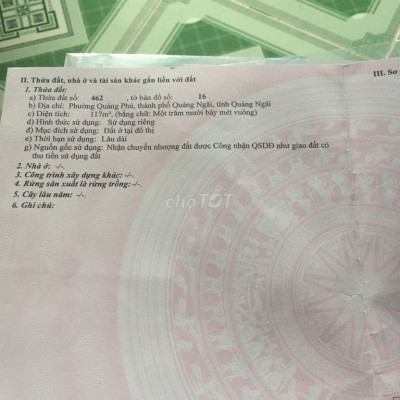 II. Thửa đất, nhà ở và tài sản khác gắn liền với đất
III. Sơ
1. Thửa đất:
a) Thửa đất số: 462 , tờ bản đồ số: 16
b) Địa chỉ: Phường Quảng Phú, thành phố Quảng Ngãi, tỉnh Quảng Ngãi
c) Diện tích: 117m², (bằng chữ: Một trăm mười bảy mét vuông)
d) Hình thức sử dụng: Sử dụng riêng
đ) Mục đích sử dụng: Đất ở tại đô thị
e) Thời hạn sử dụng: Lâu dài
g) Nguồn gốc sử dụng: Nhận chuyển nhượng đất được Công nhận QSDĐ như giao đất có
thu tiền sử dụng đất
2. Nhà ở: -/-.
3. Công trình xây dựng khác: -/-.
4. Rừng sản xuất là rừng trồng: -/-.
5. Cây lâu năm: -/-.
6. Ghi chú:
choTOT